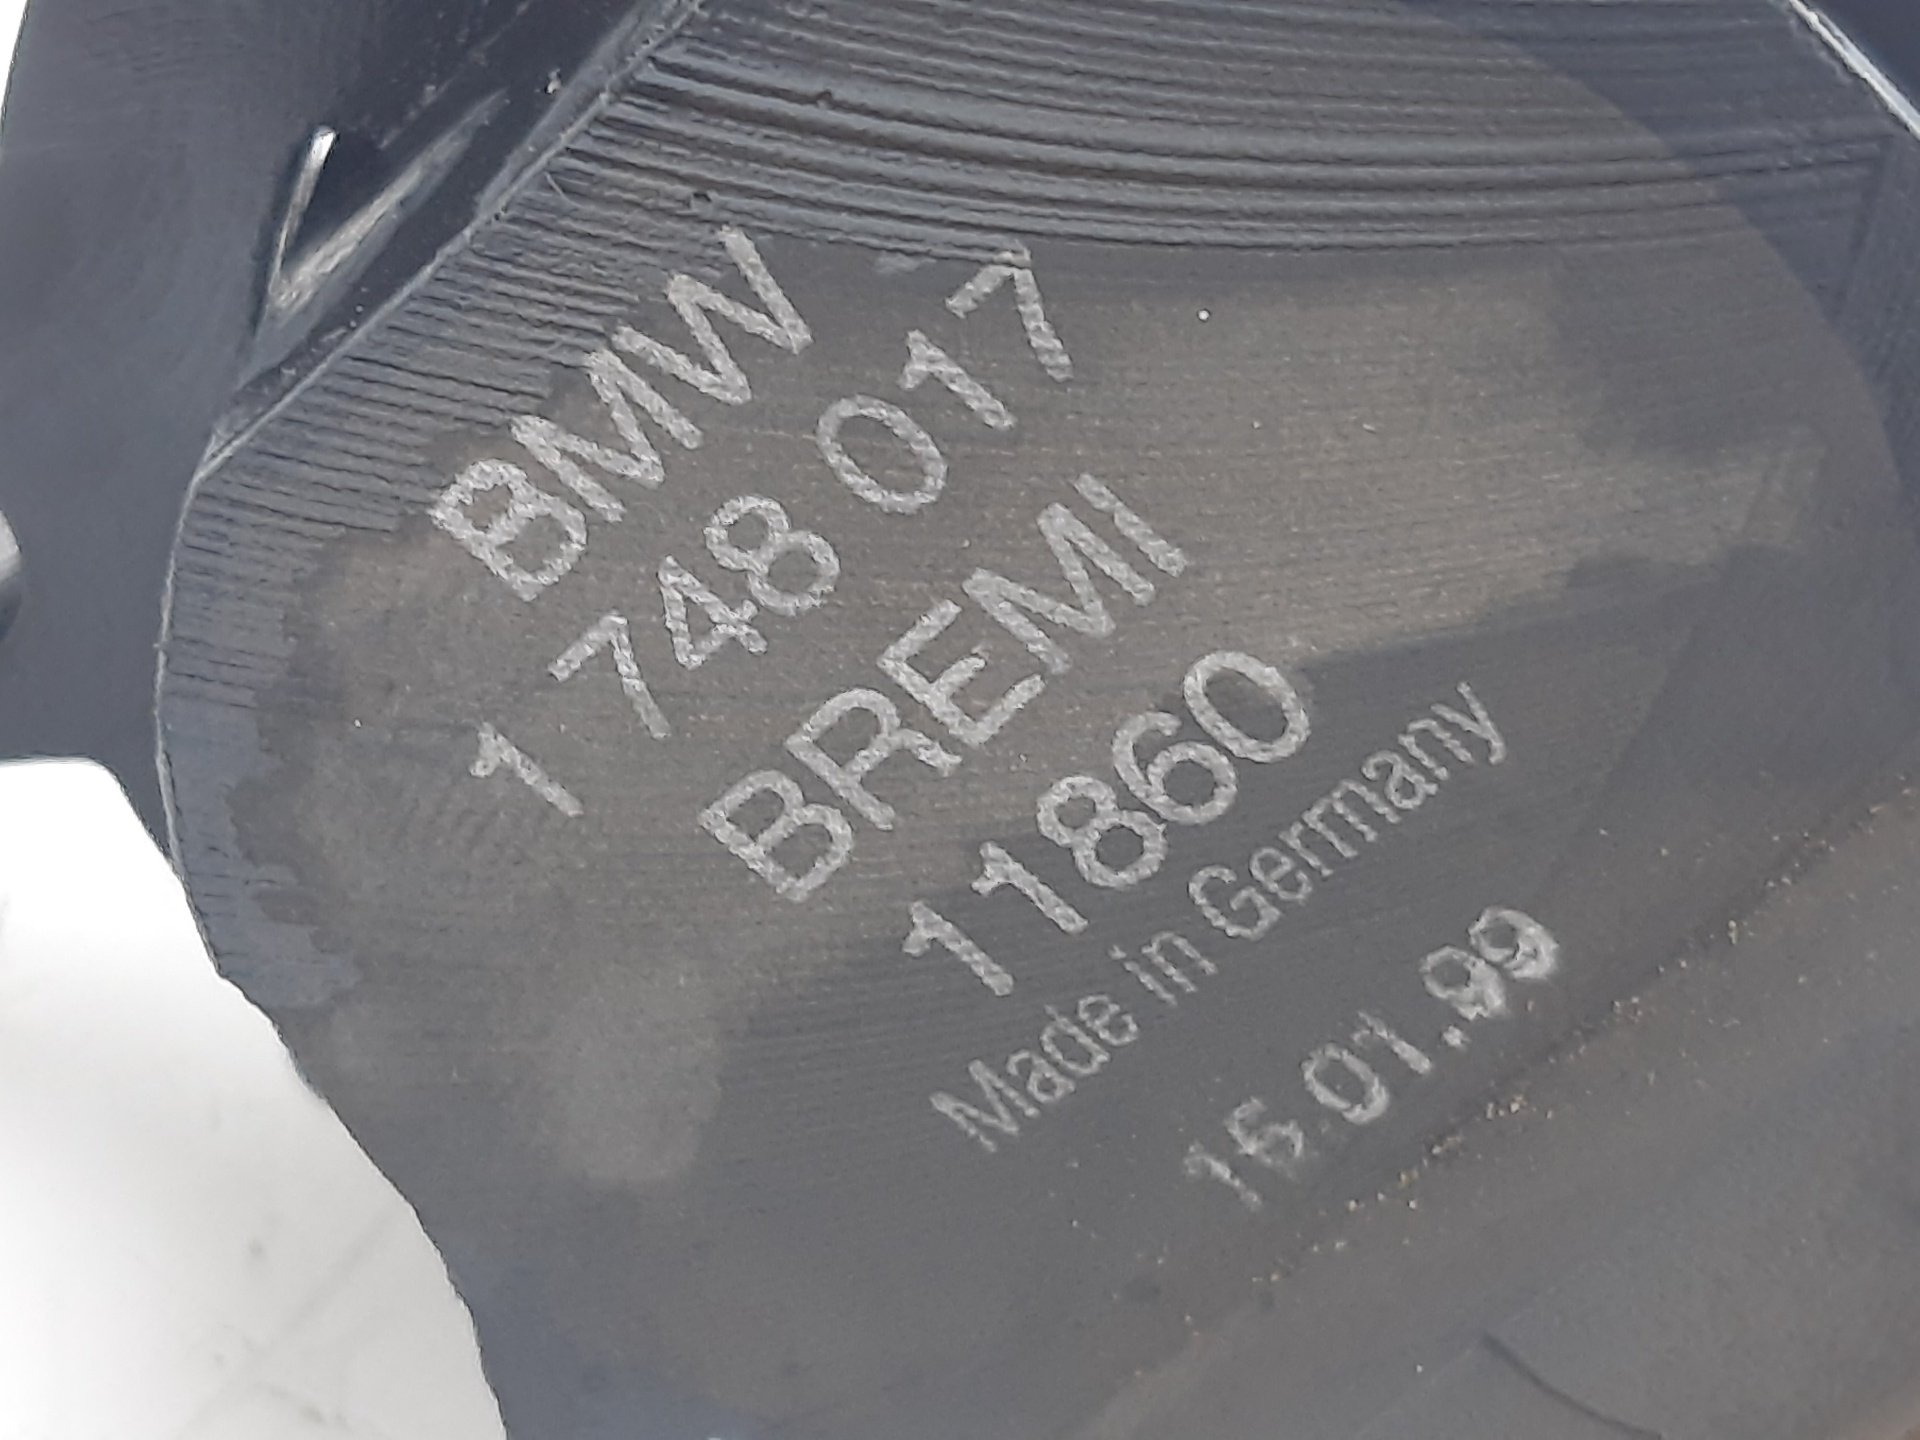 BMW
1 748 017
BREMI
11860
Made in Germany
15.01.99